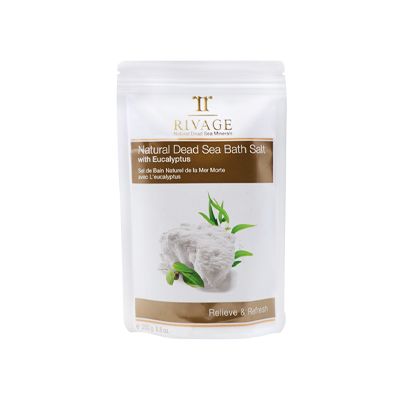 RIVAGE
Natural Dead Sea Minerals
Natural Dead Sea Bath Salt
with Eucalyptus
Sel de Bain Naturel de la Mer Morte
avec L'eucalyptus
Relieve & Refresh